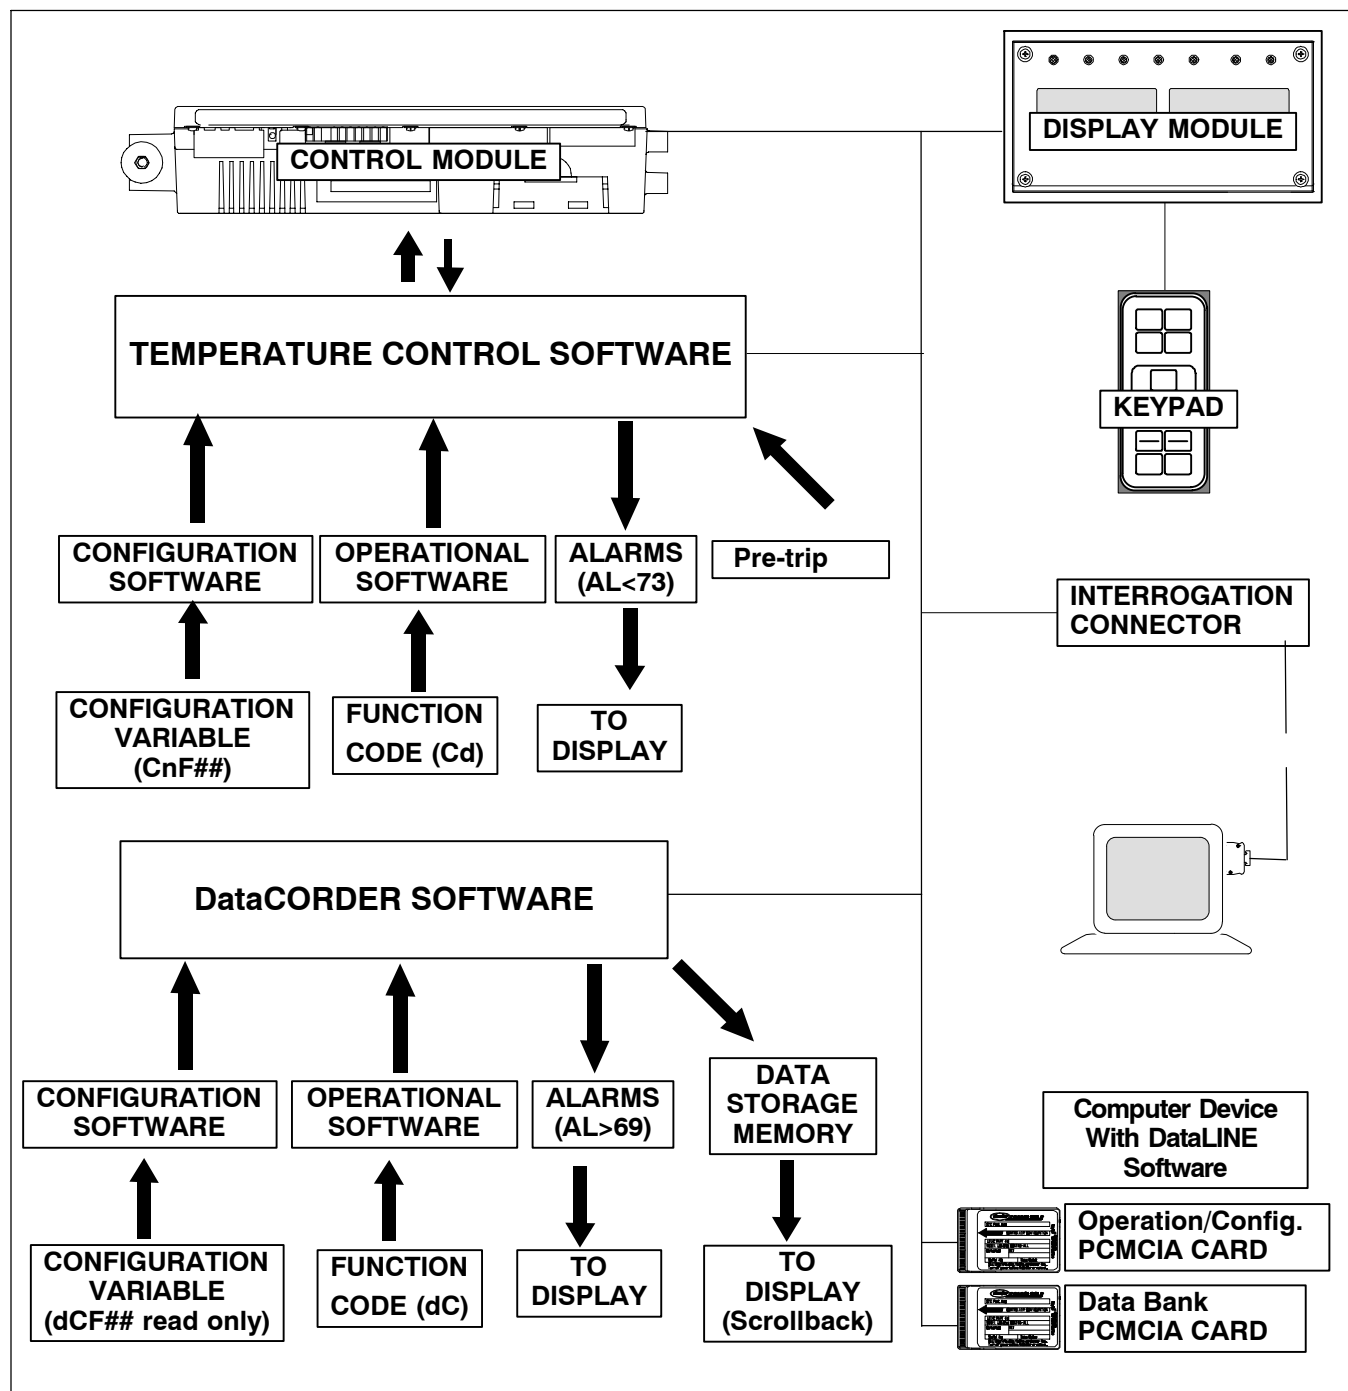 DISPLAY MODULE
CONTROL MODULE
TEMPERATURE CONTROL SOFTWARE
KEYPAD
CONFIGURATION
SOFTWARE
OPERATIONAL
SOFTWARE
ALARMS
(AL<73)
Pre-trip
INTERROGATION
CONNECTOR
CONFIGURATION
VARIABLE
(CnF##)
FUNCTION
CODE (Cd)
TO
DISPLAY
DataCORDER SOFTWARE
CONFIGURATION
SOFTWARE
OPERATIONAL
SOFTWARE
ALARMS
(AL>69)
DATA
STORAGE
MEMORY
Computer Device
With DataLINE
Software
CONFIGURATION
VARIABLE
(dCF## read only)
FUNCTION
CODE (dC)
TO
DISPLAY
TO
DISPLAY
(Scrollback)
Operation/Config.
PCMCIA CARD
Data Bank
PCMCIA CARD